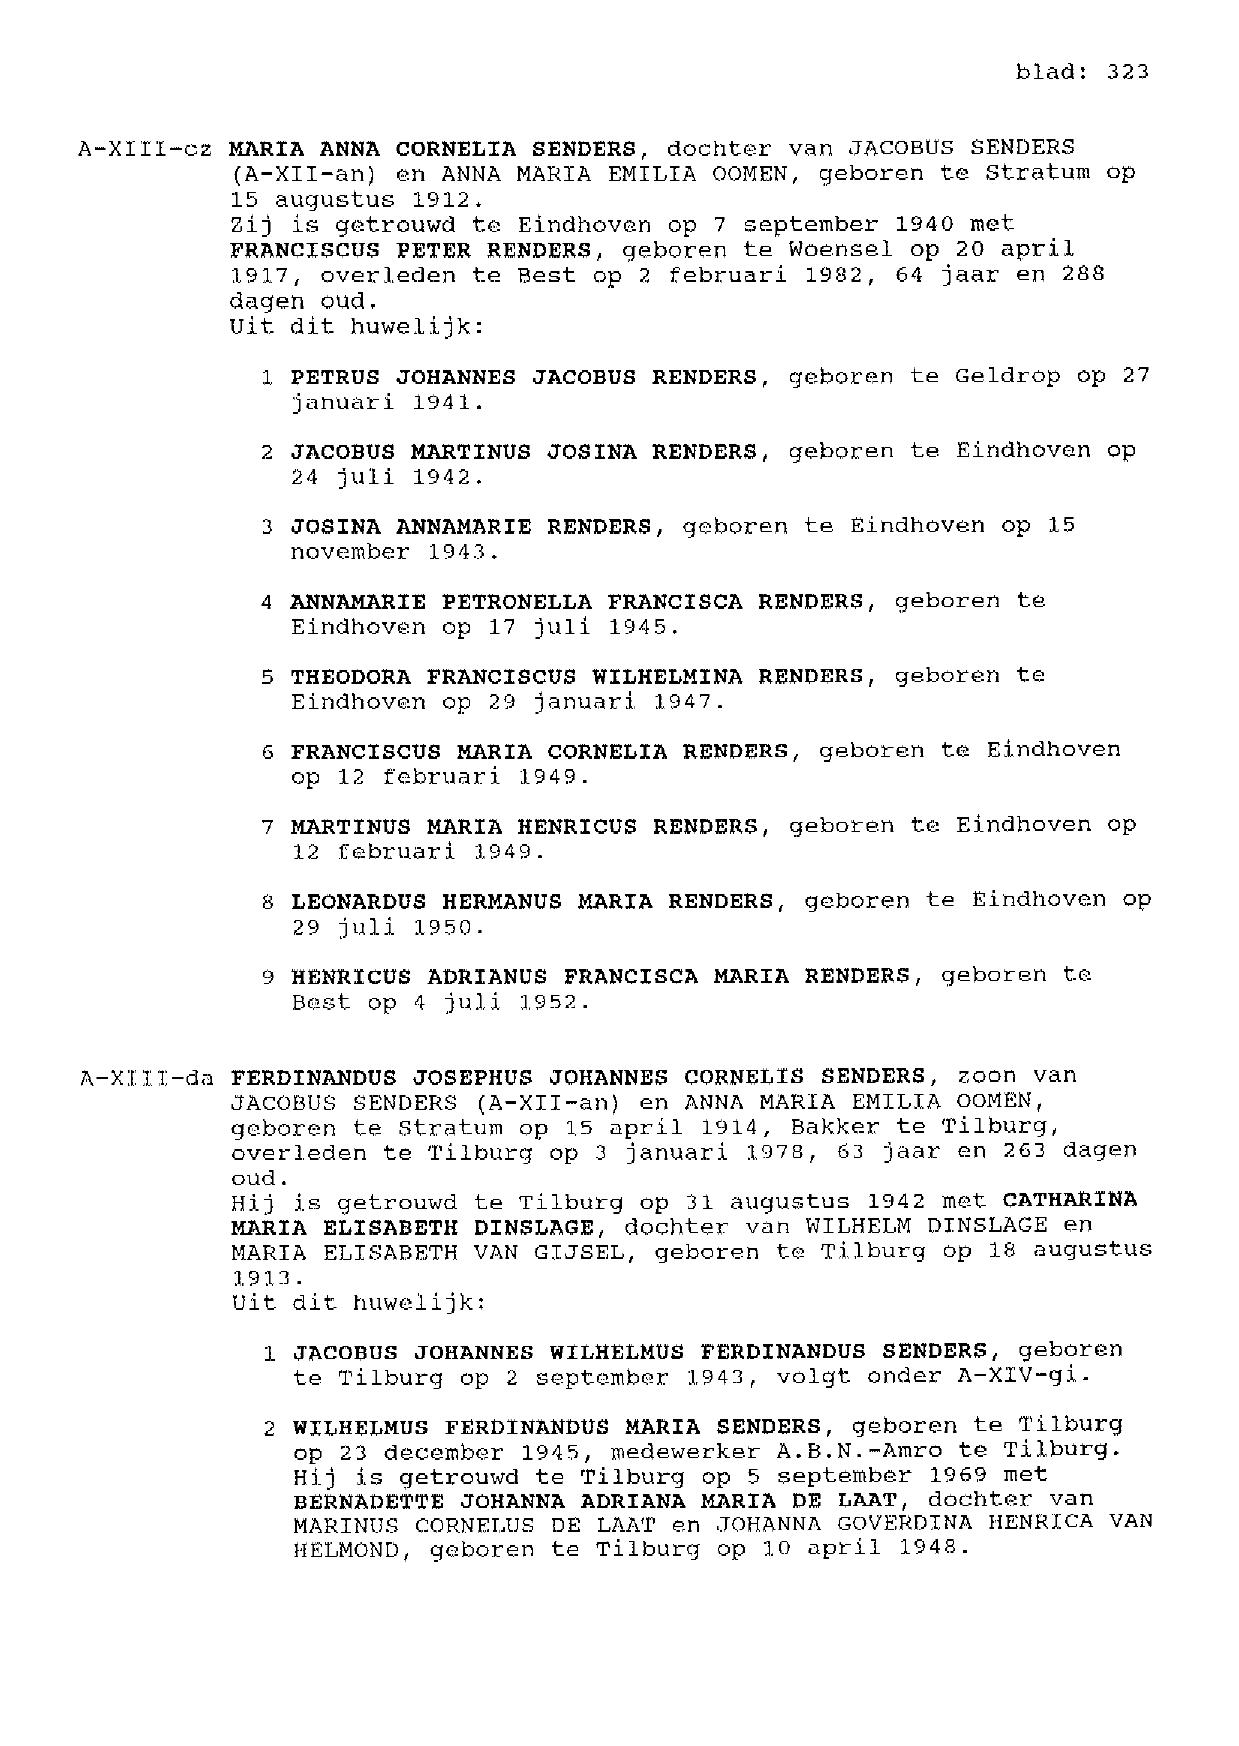 blad: 323
A-XIII-cz MARIA ANNA CORNELIA SENDERS, dochter van JACOBUS SENDERS
(A-XII-an) en ANNA MARIA EMILIA OOMEN, geboren te Stratum op
15 augustus 1912.
Zij is getrouwd te Eindhoven op 7 september 1940 met
FRANCISCUS PETER RENDERS, geboren te Woensel op 20 april
1917, overleden te Best op 2 februari 1982, 64 jaar en 288
dagen oud.
Uit dit huwelijk:
1 PETRUS JOHANNES JACOBUS RENDERS, geboren te Geldrop op 27
januari 1941.
2 JACOBUS MARTINUS JOSINA RENDERS, geboren te Eindhoven op
24 juli 1942.
3 JOSINA ANNAMARIE RENDERS, geboren te Eindhoven op 15
november 1943.
4 ANNAMARIE PETRONELLA FRANCISCA RENDERS, geboren te
Eindhoven op 17 juli 1945.
5 THEODORA FRANCISCUS WILHELMINA RENDERS, geboren te
Eindhoven op 29 januari 1947.
6 FRANCISCUS MARIA CORNELIA RENDERS, geboren te Eindhoven
op 12 februari 1949.
7 MARTINUS MARIA HENRICUS RENDERS, geboren te Eindhoven op
12 februari 1949.
8 LEONARDUS HERMANUS MARIA RENDERS, geboren te Eindhoven op
29 juli 1950.
9 HENRICUS ADRIANUS FRANCISCA MARIA RENDERS, geboren te
Best op 4 juli 1952.
A-XIII-da FERDINANDUS JOSEPHUS JOHANNES CORNELIS SENDERS, zoon van
JACOBUS SENDERS (A-XII-an) en ANNA MARIA EMILIA OOMEN,
geboren te Stratum op 15 april 1914, Bakker te Tilburg,
overleden te Tilburg op 3 januari 1978, 63 jaar en 263 dagen
oud.
Hij is getrouwd te Tilburg op 31 augustus 1942 met CATHARINA
MARIA ELISABETH DINSLAGE, dochter van WILHELM DINSLAGE en
MARIA ELISABETH VAN GIJSEL, geboren te Tilburg op 18 augustus
1913.
Uit dit huwelijk:
1 JACOBUS JOHANNES WILHELMUS FERDINANDUS SENDERS, geboren
te Tilburg op 2 september 1943, volgt onder A-XIV-gi.
2 WILHELMUS FERDINANDUS MARIA SENDERS, geboren te Tilburg
op 23 december 1945, medewerker A.B.N.-Amro te Tilburg.
Hij is getrouwd te Tilburg op 5 september 1969 met
BERNADETTE JOHANNA ADRIANA MARIA DE LAAT, dochter van
MARINUS CORNELUS DE LAAT en JOHANNA GOVERDINA HENRICA VAN
HELMOND, geboren te Tilburg op 10 april 1948.